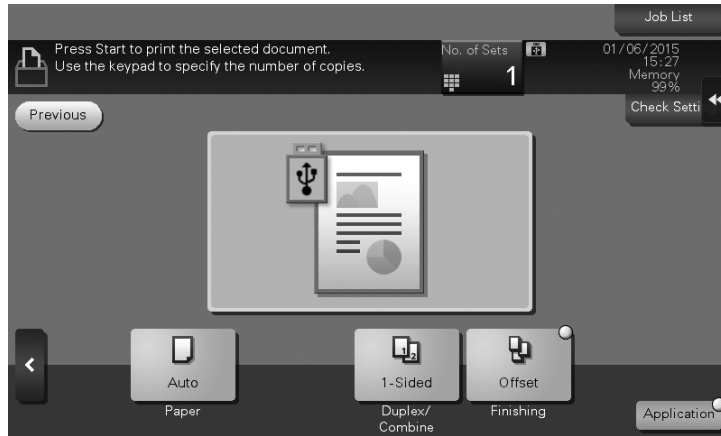 Job List
Press Start to print the selected document.
Use the keypad to specify the number of copies.
No. of Sets
1
01/06/2015
15:27
Memory
99%
Previous
Check Setti
1 2
Auto
1-Sided
Offset
Paper
Duplex/
Combine
Finishing
Application